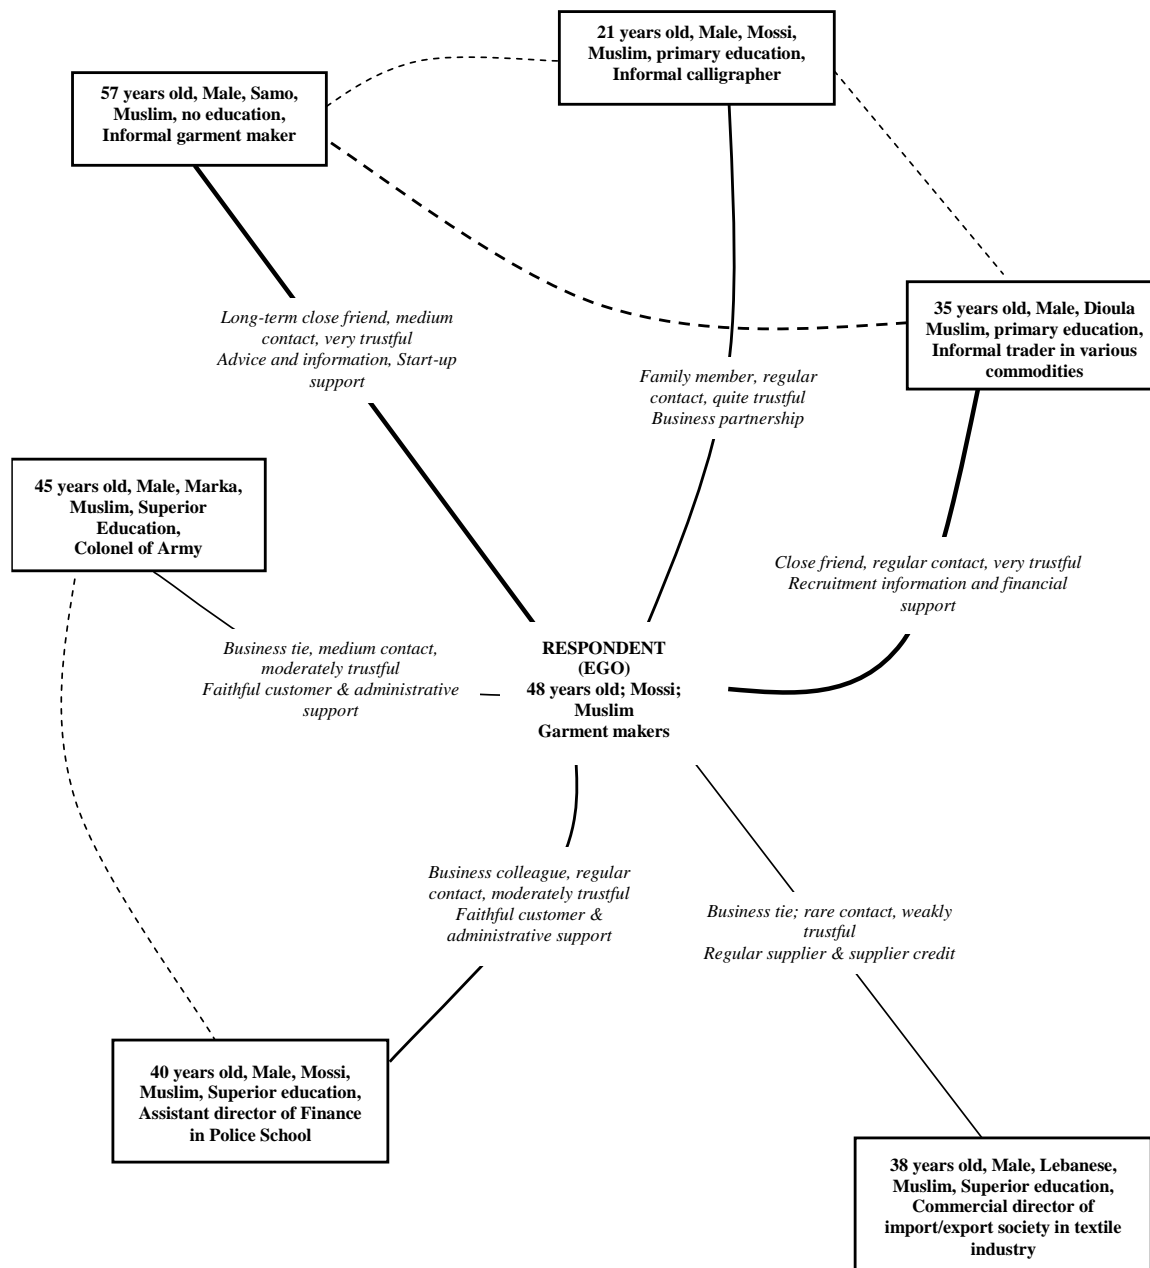 21 years old, Male, Mossi,
Muslim, primary education,
Informal calligrapher
57 years old, Male, Samo,
Muslim, no education,
Informal garment maker
35 years old, Male, Dioula
Muslim, primary education,
Informal trader in various
commodities
Long-term close friend, medium
contact, very trustful
Advice and information, Start-up
support
Family member, regular
contact, quite trustful
Business partnership
45 years old, Male, Marka,
Muslim, Superior
Education,
Colonel of Army
Close friend, regular contact, very trustful
Recruitment information and financial
support
Business tie, medium contact,
moderately trustful
Faithful customer & administrative
support
RESPONDENT
(EGO)
48 years old; Mossi;
Muslim
Garment makers
Business colleague, regular
contact, moderately trustful
Faithful customer &
administrative support
Business tie; rare contact, weakly
trustful
Regular supplier & supplier credit
40 years old, Male, Mossi,
Muslim, Superior education,
Assistant director of Finance
in Police School
38 years old, Male, Lebanese,
Muslim, Superior education,
Commercial director of
import/export society in textile
industry